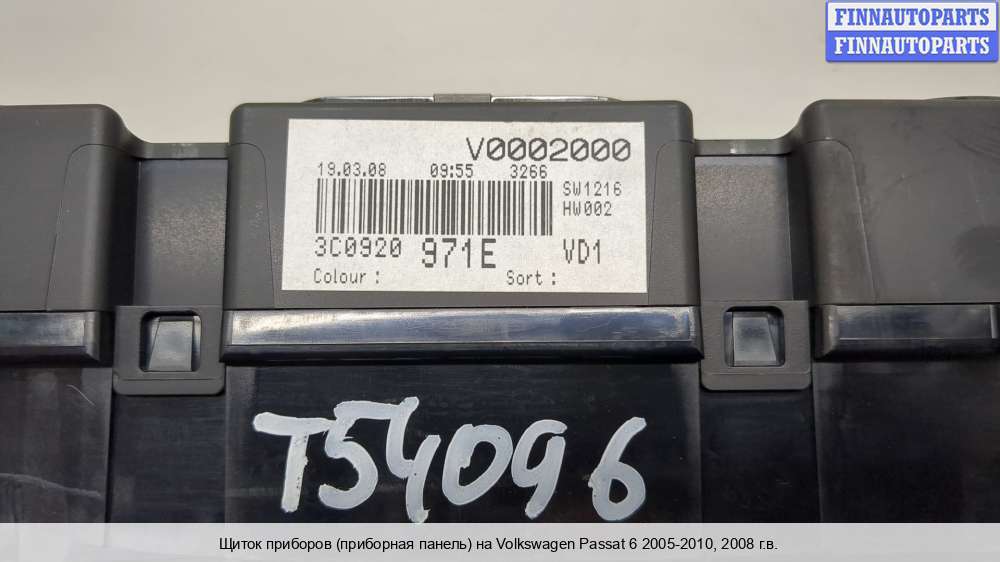 FINNAUTOPARTS
FINNAUTOPARTS
V0002000
19.03.08 09:55 3266
SW1216
HW002
3C0920 971E VD1
Colour : Sort :
T54096
Щиток приборов (приборная панель) на Volkswagen Passat 6 2005-2010, 2008 г.в.